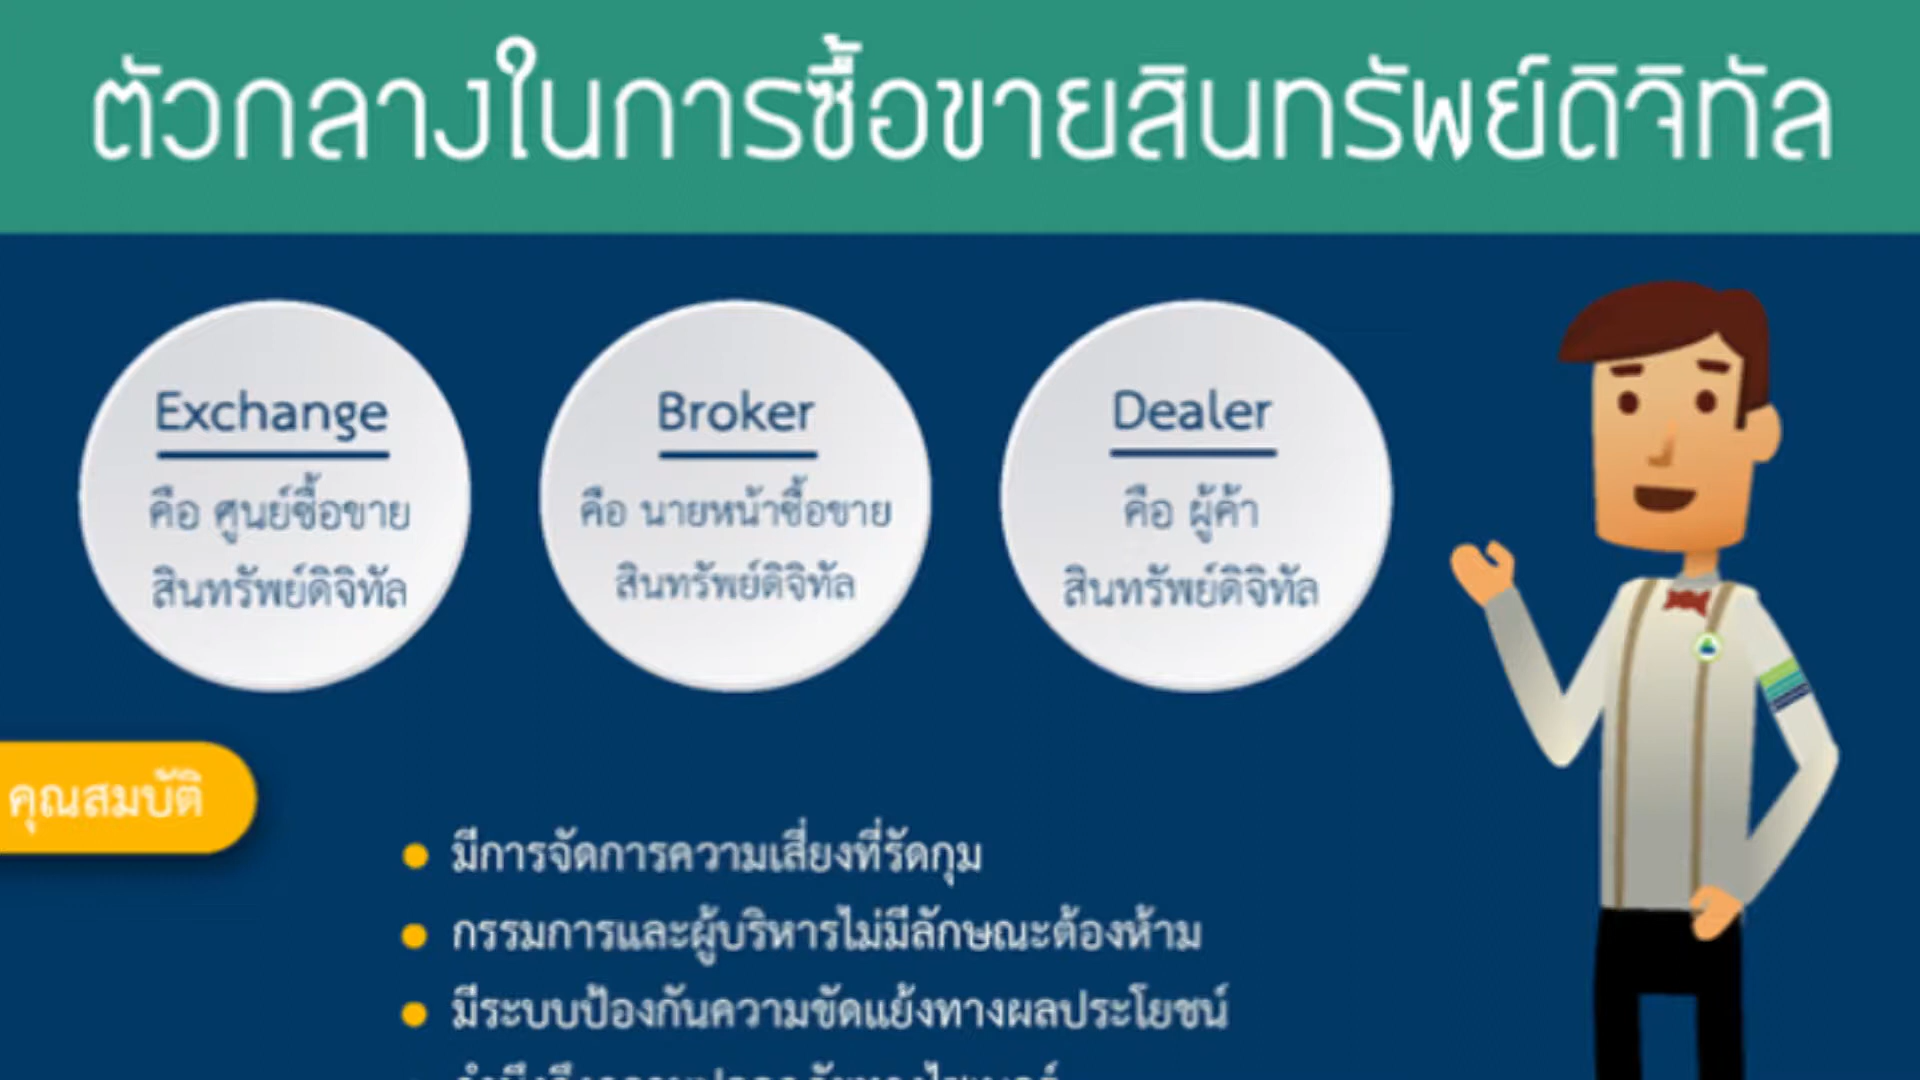 ตัวกลางในการซื้อขายสินทรัพย์ดิจิทัล
Exchange
คือ ศูนย์ซื้อขาย
สินทรัพย์ดิจิทัล
Broker
คือ นายหน้าซื้อขาย
สินทรัพย์ดิจิทัล
Dealer
คือ ผู้ค้า
สินทรัพย์ดิจิทัล
คุณสมบัติ
มีการจัดการความเสี่ยงที่รัดกุม
กรรมการและผู้บริหารไม่มีลักษณะต้องห้าม
มีระบบป้องกันความขัดแย้งทางผลประโยชน์